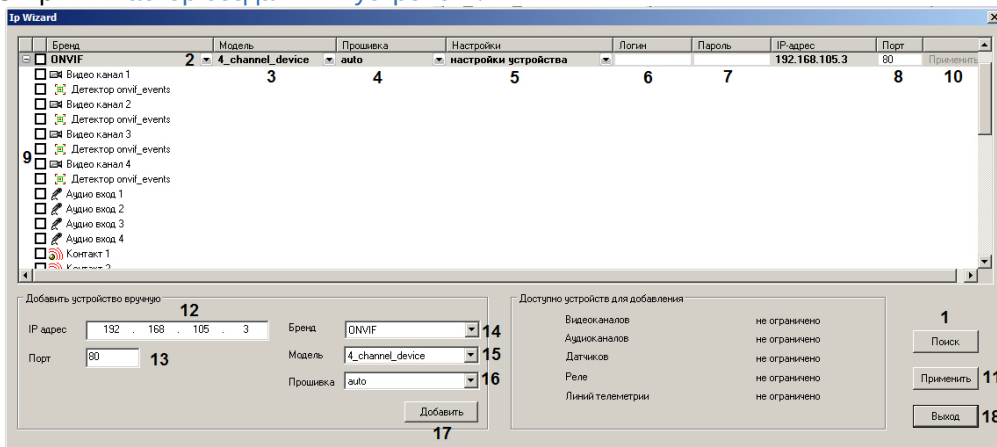 Ip Wizard
Бренд Модель Прошивка Настройки Логин Пароль IP-адрес Порт
ONVIF 2 4_channel_device auto настройки устройства 192.168.105.3 80 Применить
3 4 5 6 7 8 10
Видео канал 1
Детектор onvif_events
Видео канал 2
Детектор onvif_events
Видео канал 3
Детектор onvif_events
9
Видео канал 4
Детектор onvif_events
Аудио вход 1
Аудио вход 2
Аудио вход 3
Аудио вход 4
Контакт 1
Контакт 2
Добавить устройство вручную
12
IP адрес 192 . 168 . 105 . 3
Порт 80 13
Бренд ONVIF 14
Модель 4_channel_device 15
Прошивка auto 16
Добавить
17
Доступно устройств для добавления
Видеоканалов не ограничено
Аудиоканалов не ограничено
Датчиков не ограничено
Реле не ограничено
Линий телеметрии не ограничено
1
Поиск
Применить 11
Выход 18